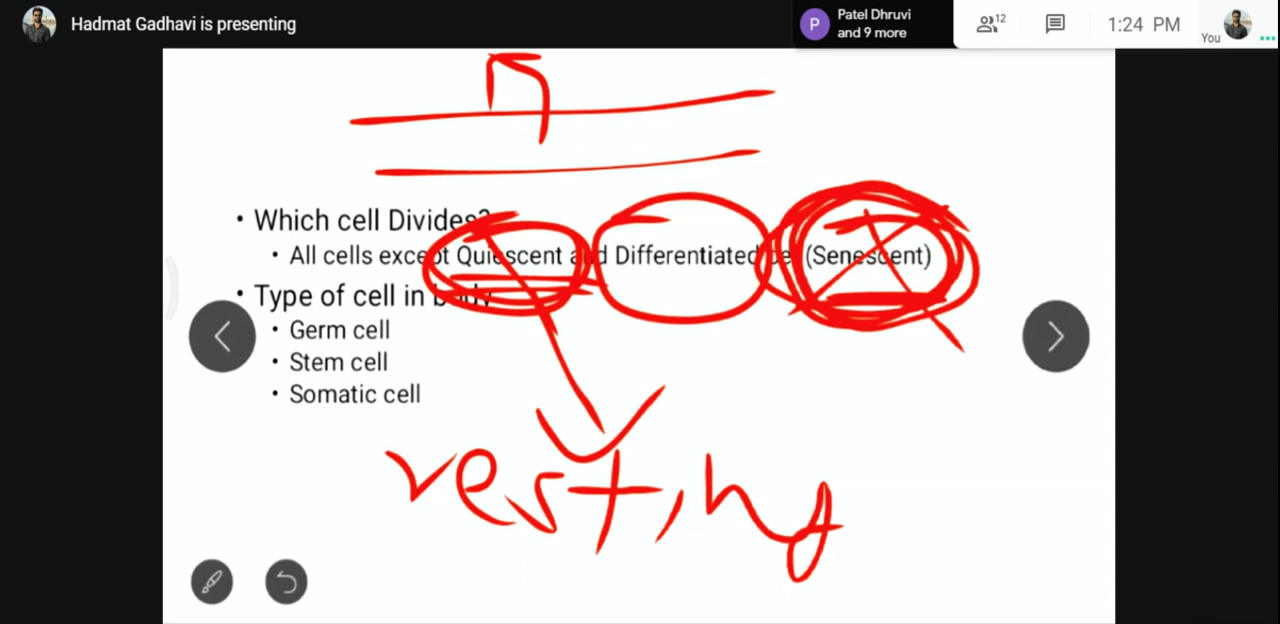 Hadmat Gadhavi is presenting
P
Patel Dhruvi
and 9 more
12
1:24 PM
You
• Which cell Divides?
• All cells except Quiescent and Differentiated cell (Senescent)
• Type of cell in body
• Germ cell
• Stem cell
• Somatic cell
resting